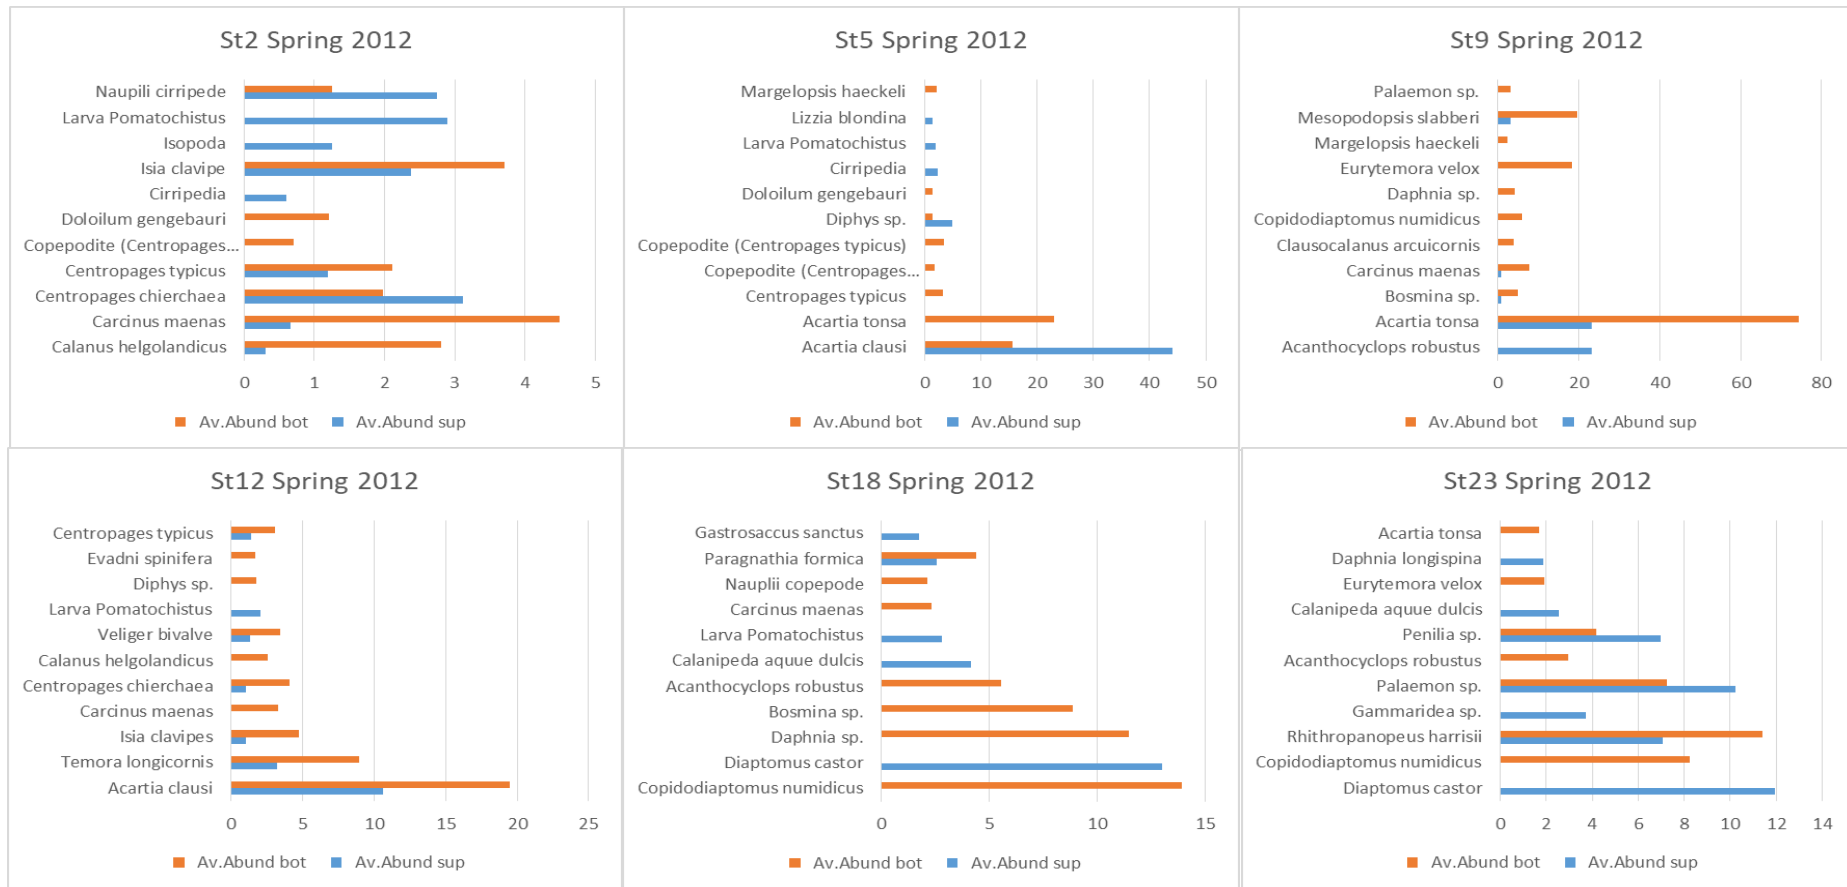 St2 Spring 2012
Naupili cirripede
Larva Pomatochistus
Isopoda
Isia clavipe
Cirripedia
Doloilum gengebauri
Copepodite (Centropages...
Centropages typicus
Centropages chierchaea
Carcinus maenas
Calanus helgolandicus
0 1 2 3 4 5
Av.Abund bot Av.Abund sup
St5 Spring 2012
Margelopsis haeckeli
Lizzia blondina
Larva Pomatochistus
Cirripedia
Doloilum gengebauri
Diphys sp.
Copepodite (Centropages typicus)
Copepodite (Centropages...
Centropages typicus
Acartia tonsa
Acartia clausi
0 10 20 30 40 50
Av.Abund bot Av.Abund sup
St9 Spring 2012
Palaemon sp.
Mesopodopsis slabberi
Margelopsis haeckeli
Eurytemora velox
Daphnia sp.
Copidodiaptomus numidicus
Clausocalanus arcuicornis
Carcinus maenas
Bosmina sp.
Acartia tonsa
Acanthocyclops robustus
0 20 40 60 80
Av.Abund bot Av.Abund sup
St12 Spring 2012
Centropages typicus
Evadni spinifera
Diphys sp.
Larva Pomatochistus
Veliger bivalve
Calanus helgolandicus
Centropages chierchaea
Carcinus maenas
Isia clavipes
Temora longicornis
Acartia clausi
0 5 10 15 20 25
Av.Abund bot Av.Abund sup
St18 Spring 2012
Gastrosaccus sanctus
Paragnathia formica
Nauplii copepode
Carcinus maenas
Larva Pomatochistus
Calanipeda aquue dulcis
Acanthocyclops robustus
Bosmina sp.
Daphnia sp.
Diaptomus castor
Copidodiaptomus numidicus
0 5 10 15
Av.Abund bot Av.Abund sup
St23 Spring 2012
Acartia tonsa
Daphnia longispina
Eurytemora velox
Calanipeda aquue dulcis
Penilia sp.
Acanthocyclops robustus
Palaemon sp.
Gammaridea sp.
Rhithropanopeus harrisii
Copidodiaptomus numidicus
Diaptomus castor
0 2 4 6 8 10 12 14
Av.Abund bot Av.Abund sup